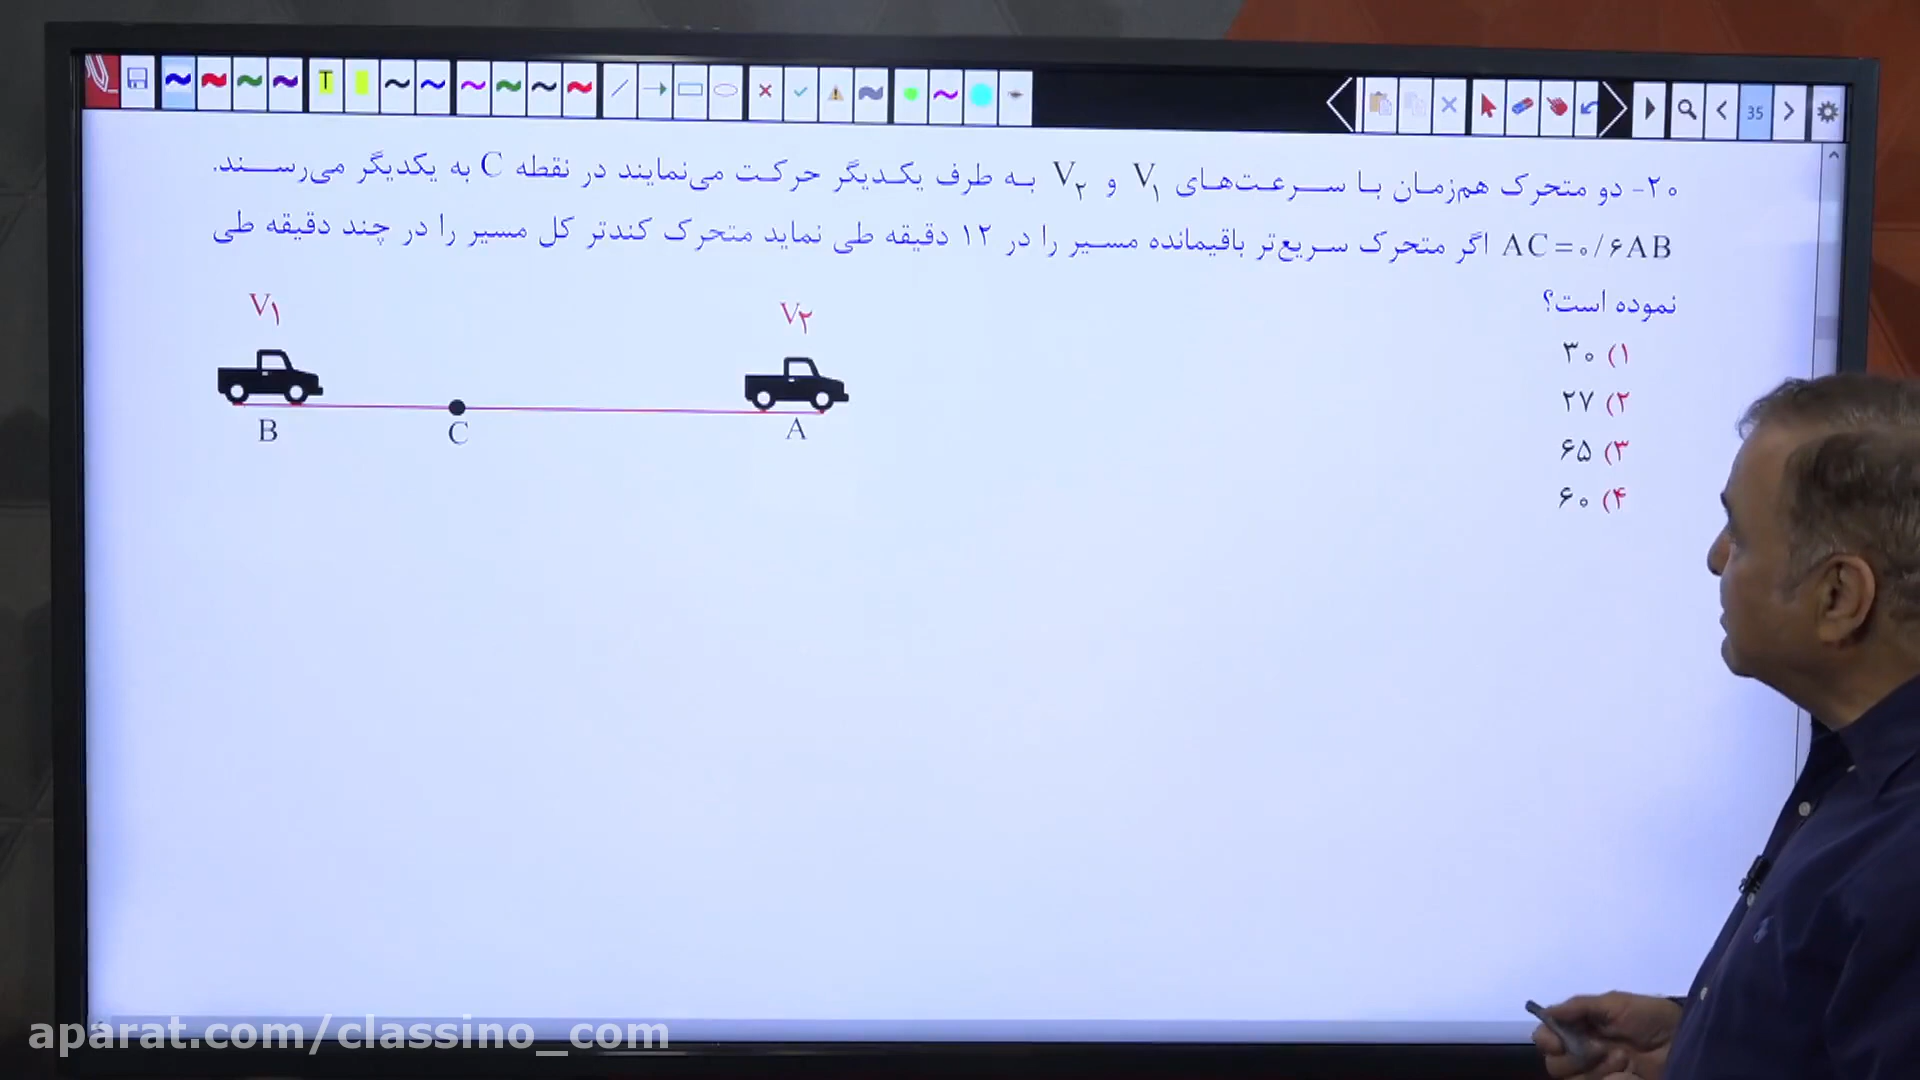 ۲۰- دو متحرک هم‌زمان با سرعت‌های V۱ و V۲ به طرف یکدیگر حرکت می‌نمایند در نقطه C به یکدیگر می‌رسند.
AC=۰/۶AB اگر متحرک سریع‌تر باقیمانده مسیر را در ۱۲ دقیقه طی نماید متحرک کندتر کل مسیر را در چند دقیقه طی
نموده است؟
۱) ۳۰
۲) ۲۷
۳) ۶۵
۴) ۶۰
V۱
V۲
B
C
A
T
35
aparat.com/classino_com